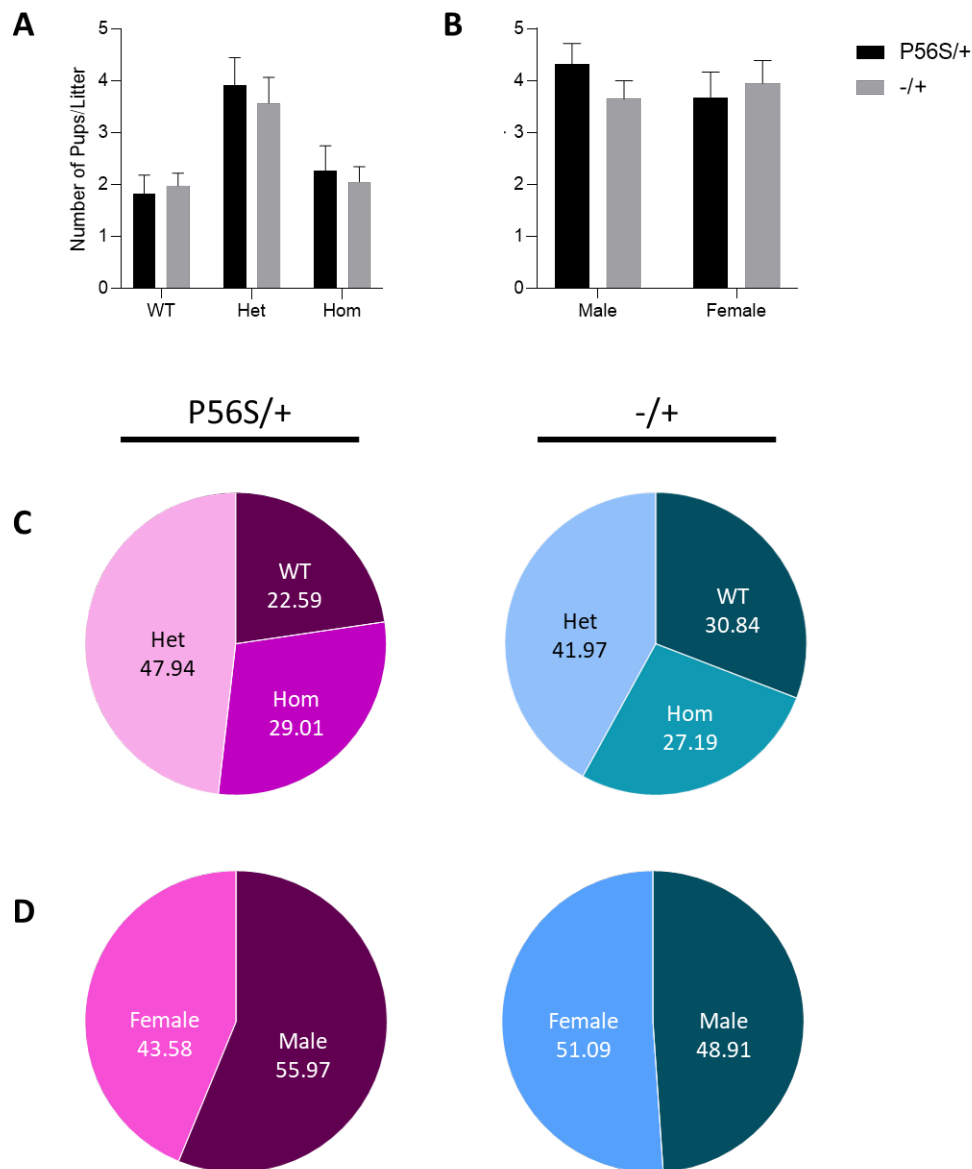 A
B
Number of Pups/Litter
5
4
3
2
1
0
WT
Het
Hom
5
4
3
2
1
0
Male
Female
P56S/+
-/+
P56S/+
-/+
C
WT
22.59
Het
47.94
Hom
29.01
WT
30.84
Het
41.97
Hom
27.19
D
Female
43.58
Male
55.97
Female
51.09
Male
48.91